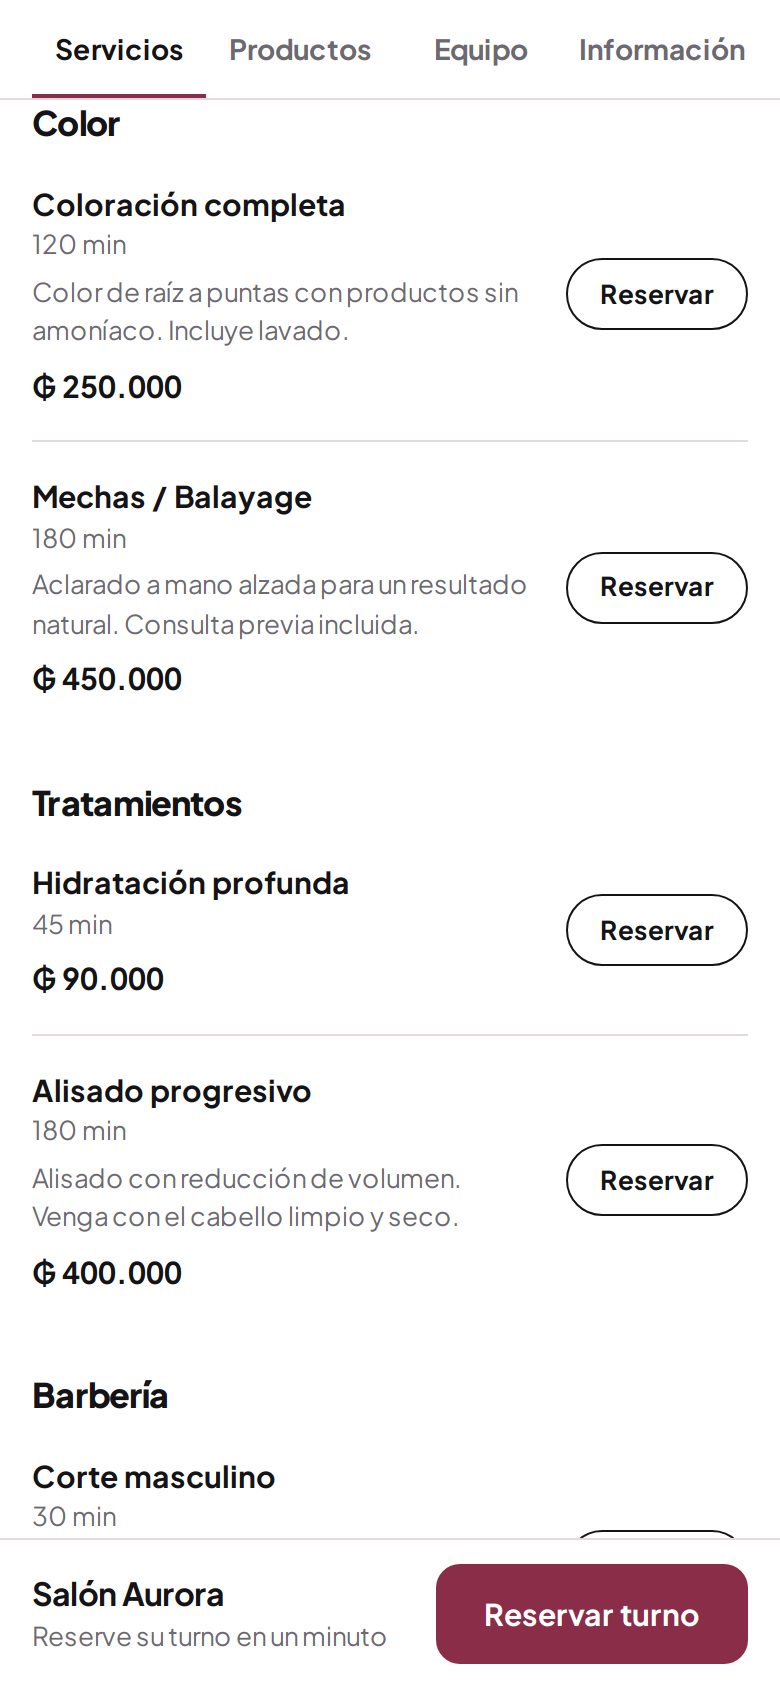 Servicios Productos Equipo Información
Color
Coloración completa
120 min
Color de raíz a puntas con productos sin
amoníaco. Incluye lavado.
Reservar
₲ 250.000
Mechas / Balayage
180 min
Aclarado a mano alzada para un resultado
natural. Consulta previa incluida.
Reservar
₲ 450.000
Tratamientos
Hidratación profunda
45 min
Reservar
₲ 90.000
Alisado progresivo
180 min
Alisado con reducción de volumen.
Venga con el cabello limpio y seco.
Reservar
₲ 400.000
Barbería
Corte masculino
30 min
Salón Aurora
Reserve su turno en un minuto
Reservar turno